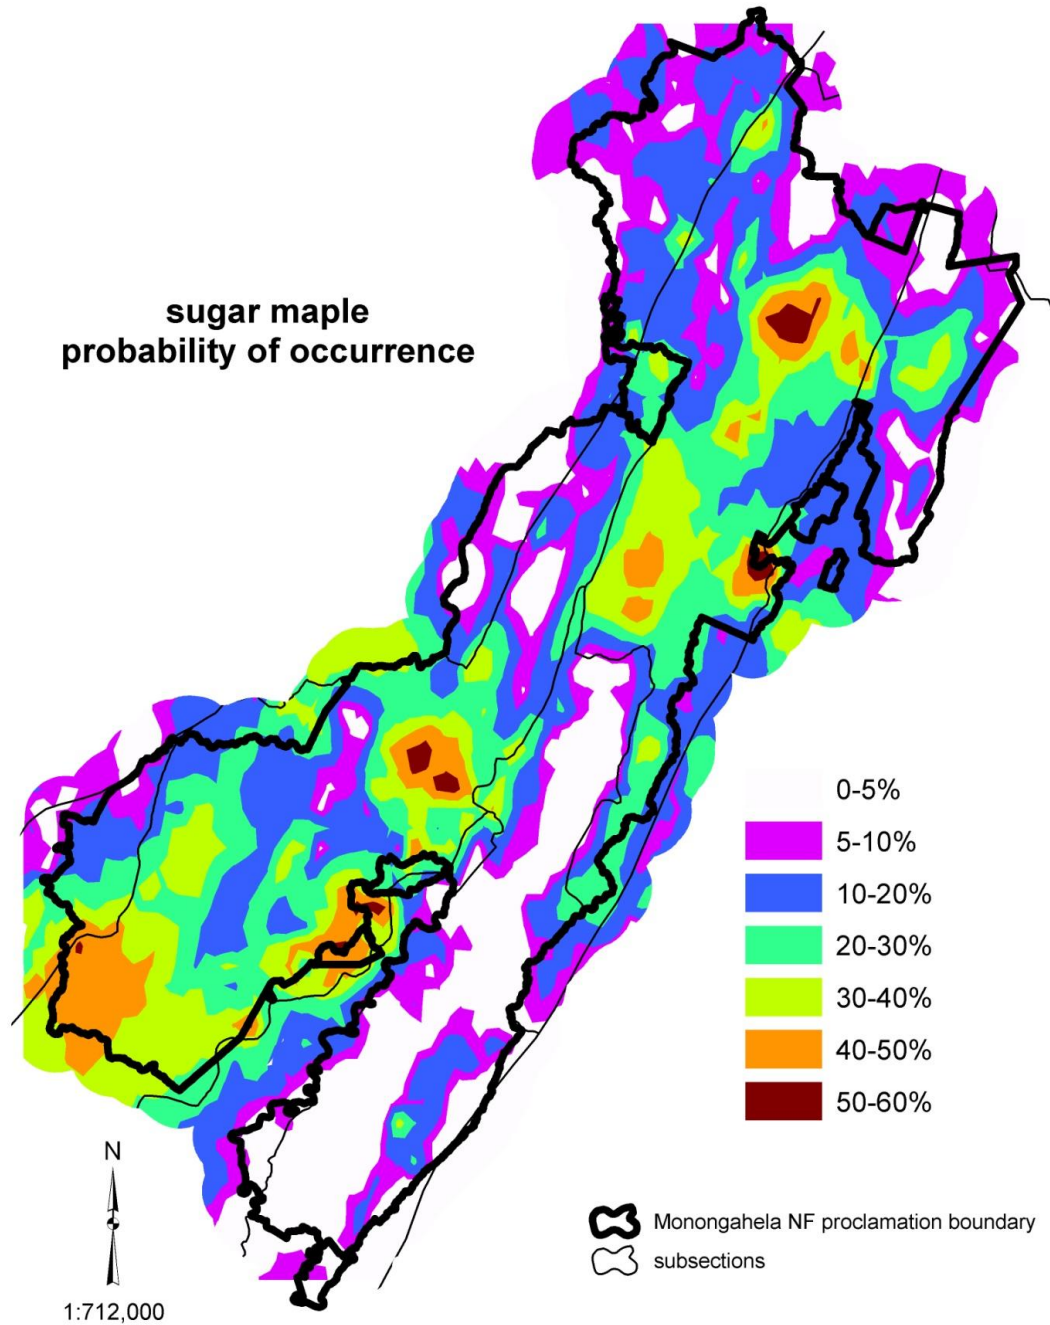 sugar maple
probability of occurrence
0-5%
5-10%
10-20%
20-30%
30-40%
40-50%
50-60%
N
1:712,000
Monongahela NF proclamation boundary
subsections